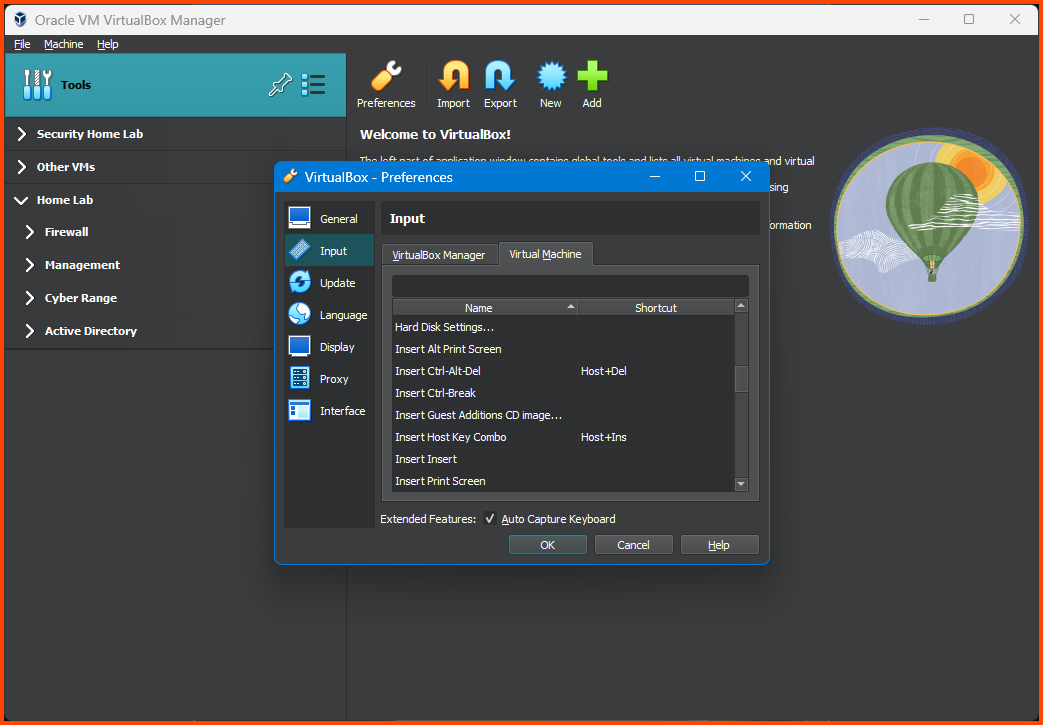 Oracle VM VirtualBox Manager
File Machine Help
Tools
Preferences Import Export New Add
Security Home Lab
Other VMs
Home Lab
Firewall
Management
Cyber Range
Active Directory
Welcome to VirtualBox!
The left part of application window contains global tools and lists all virtual machines and virtual
sing
ormation
VirtualBox - Preferences
General
Input
Update
Language
Display
Proxy
Interface
Input
VirtualBox Manager Virtual Machine
Name Shortcut
Hard Disk Settings...
Insert Alt Print Screen
Insert Ctrl-Alt-Del Host+Del
Insert Ctrl-Break
Insert Guest Additions CD image...
Insert Host Key Combo Host+Ins
Insert Insert
Insert Print Screen
Extended Features: Auto Capture Keyboard
OK Cancel Help